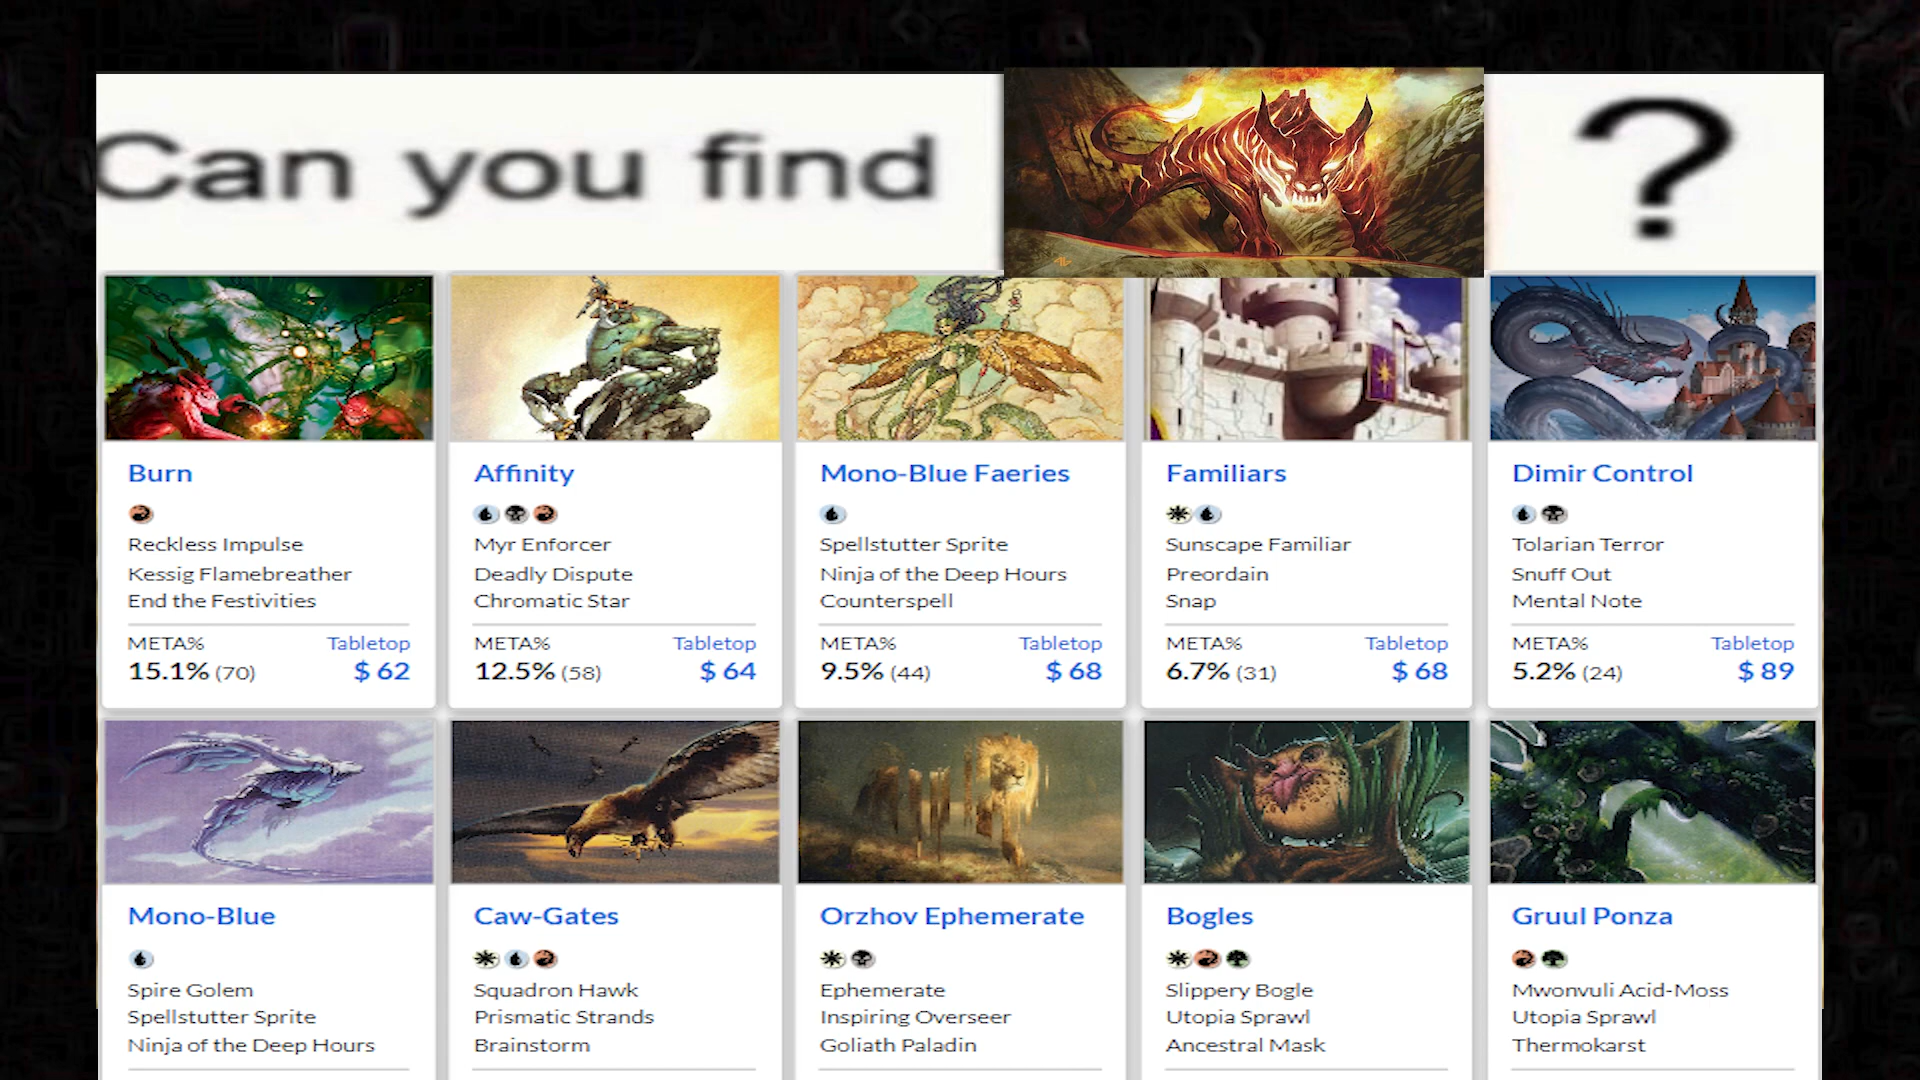 Can you find ?
Burn
Reckless Impulse
Kessig Flamebreather
End the Festivities
META% Tabletop
15.1% (70) $ 62
Affinity
Myr Enforcer
Deadly Dispute
Chromatic Star
META% Tabletop
12.5% (58) $ 64
Mono-Blue Faeries
Spellstutter Sprite
Ninja of the Deep Hours
Counterspell
META% Tabletop
9.5% (44) $ 68
Familiars
Sunscape Familiar
Preordain
Snap
META% Tabletop
6.7% (31) $ 68
Dimir Control
Tolarian Terror
Snuff Out
Mental Note
META% Tabletop
5.2% (24) $ 89
Mono-Blue
Spire Golem
Spellstutter Sprite
Ninja of the Deep Hours
Caw-Gates
Squadron Hawk
Prismatic Strands
Brainstorm
Orzhov Ephemerate
Ephemerate
Inspiring Overseer
Goliath Paladin
Bogles
Slippery Bogle
Utopia Sprawl
Ancestral Mask
Gruul Ponza
Mwonvuli Acid-Moss
Utopia Sprawl
Thermokarst